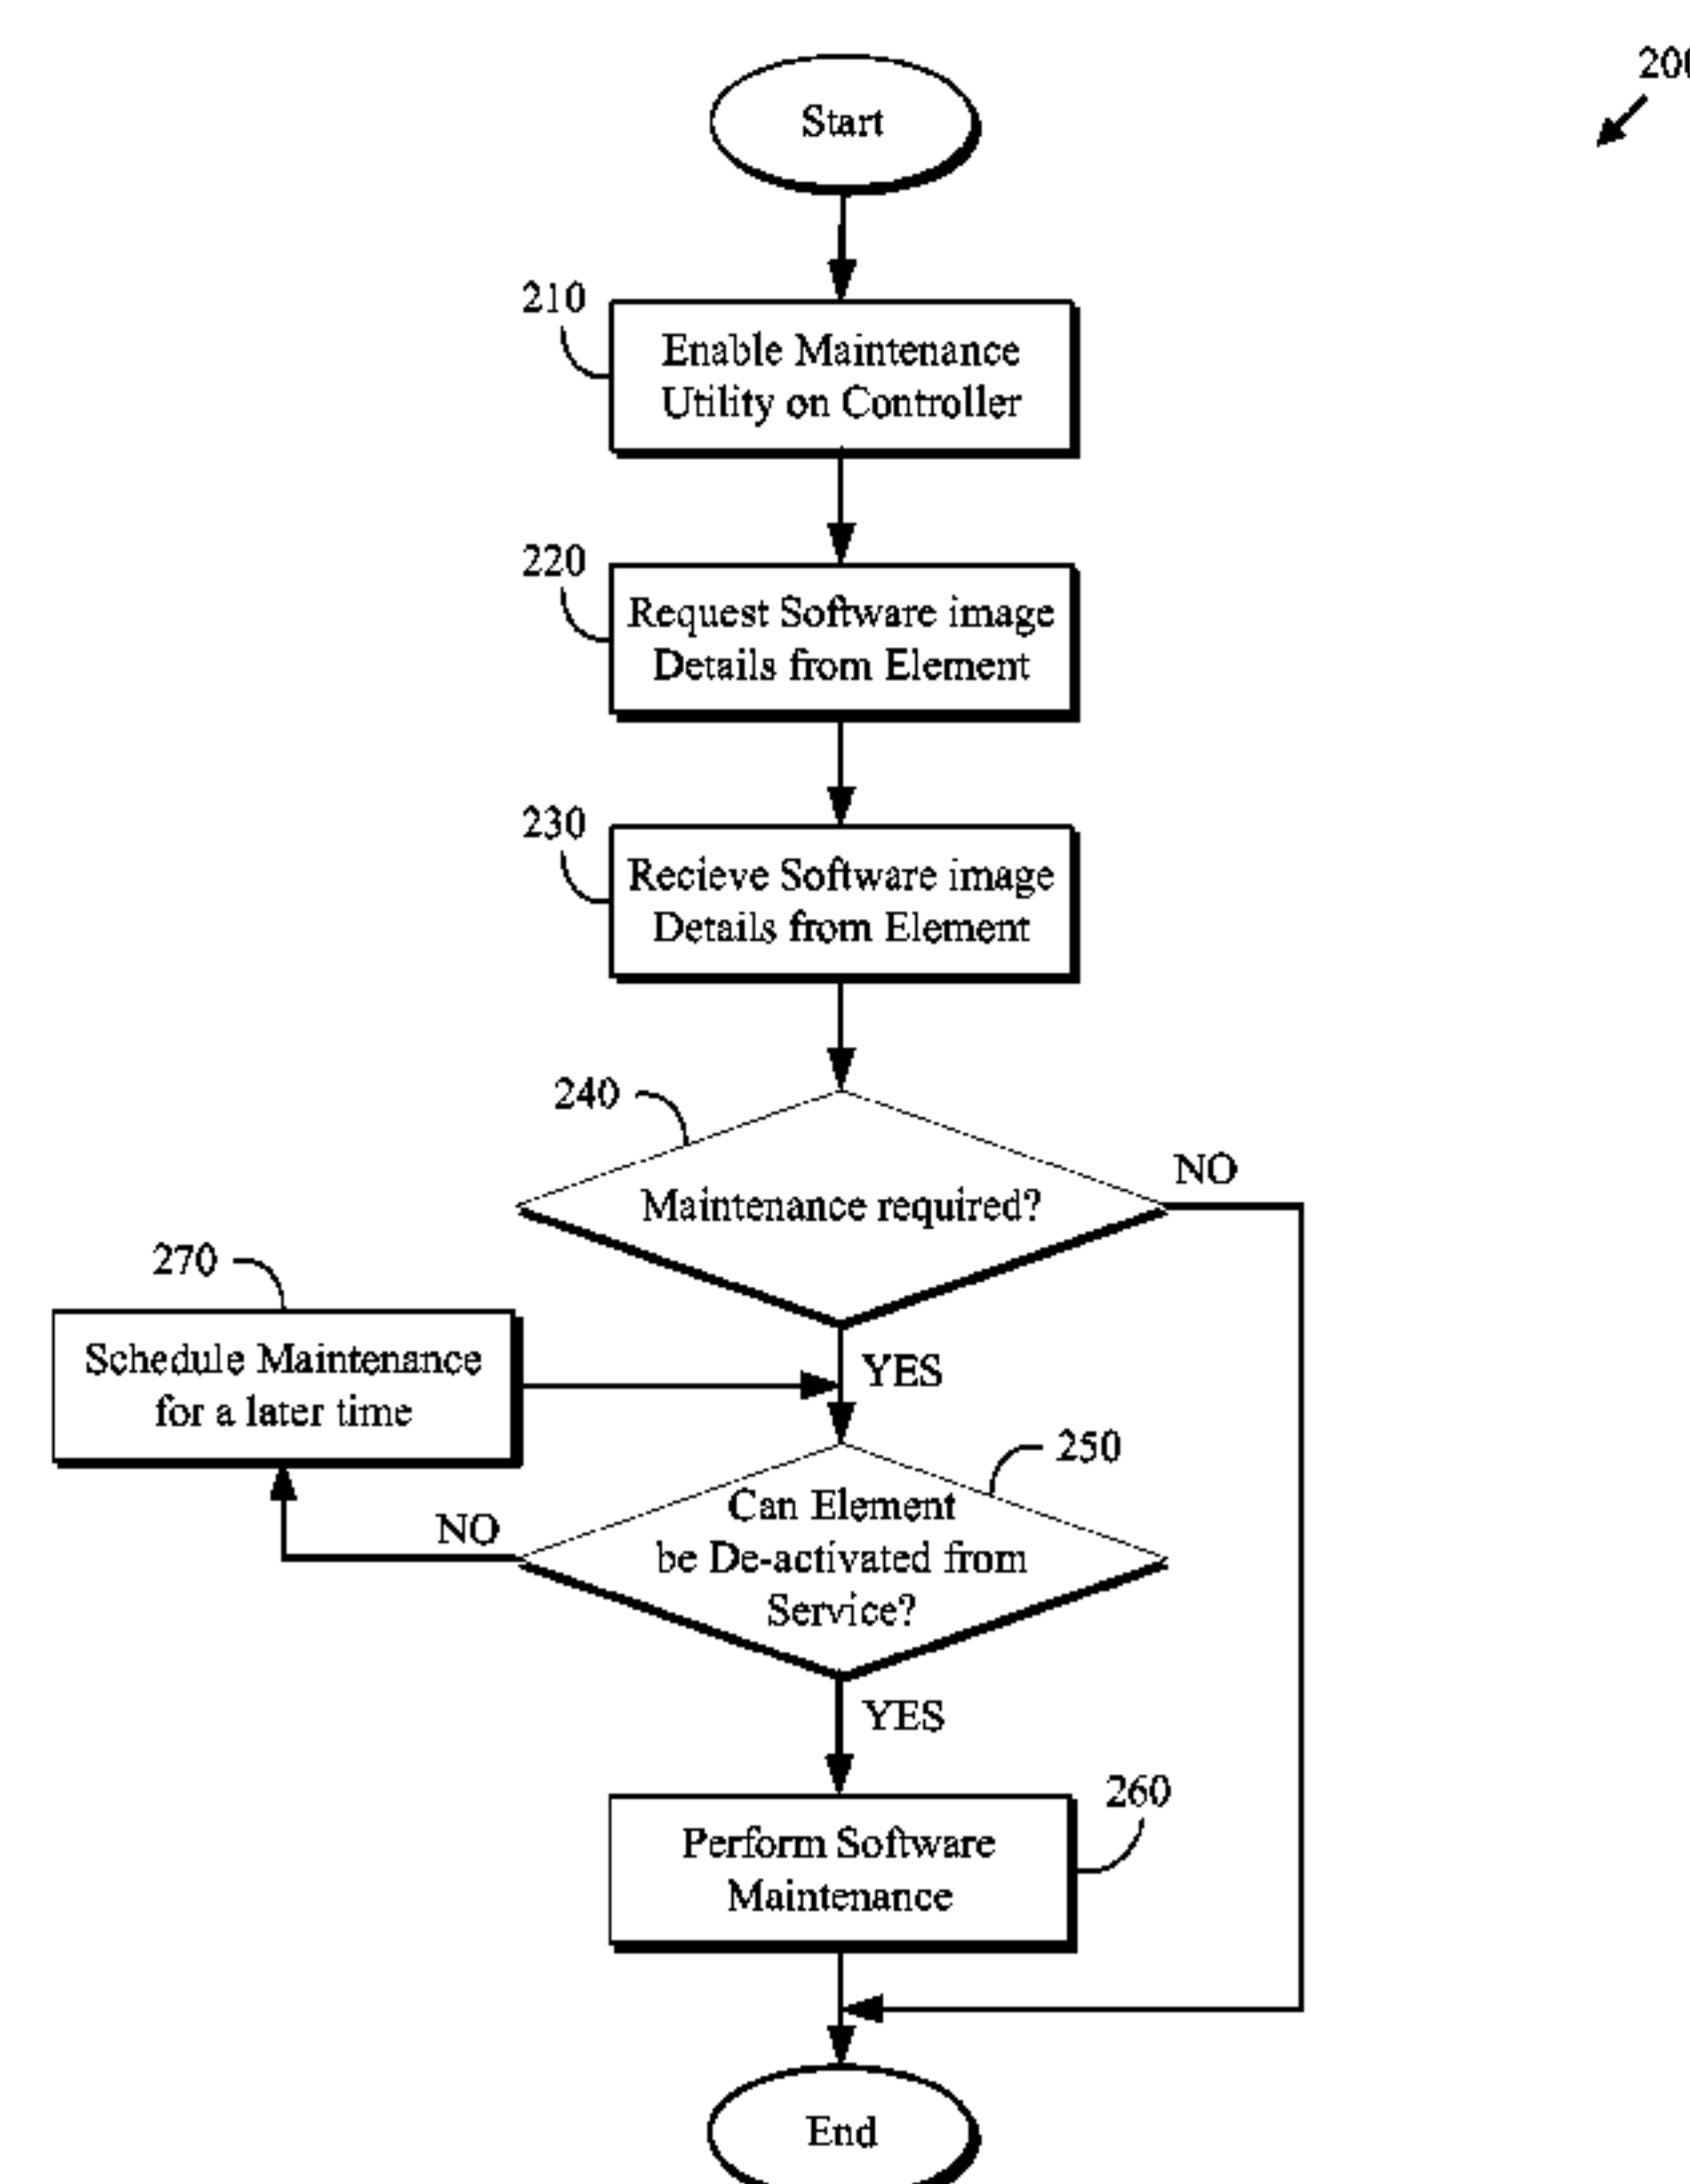 200
Start
210
Enable Maintenance
Utility on Controller
220
Request Software image
Details from Element
230
Recieve Software image
Details from Element
240
Maintenance required?
NO
270
Schedule Maintenance
for a later time
YES
250
Can Element
be De-activated from
Service?
NO
YES
260
Perform Software
Maintenance
End